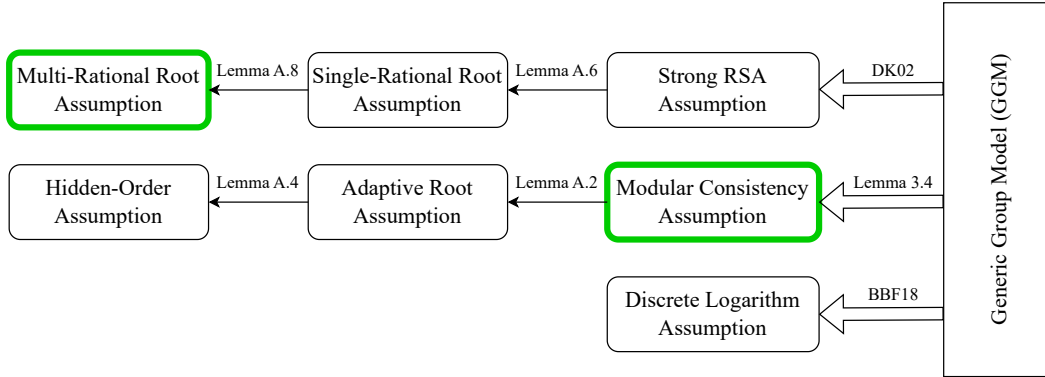 Multi-Rational Root
Assumption
Lemma A.8
Single-Rational Root
Assumption
Lemma A.6
Strong RSA
Assumption
DK02
Hidden-Order
Assumption
Lemma A.4
Adaptive Root
Assumption
Lemma A.2
Modular Consistency
Assumption
Lemma 3.4
Discrete Logarithm
Assumption
BBF18
Generic Group Model (GGM)